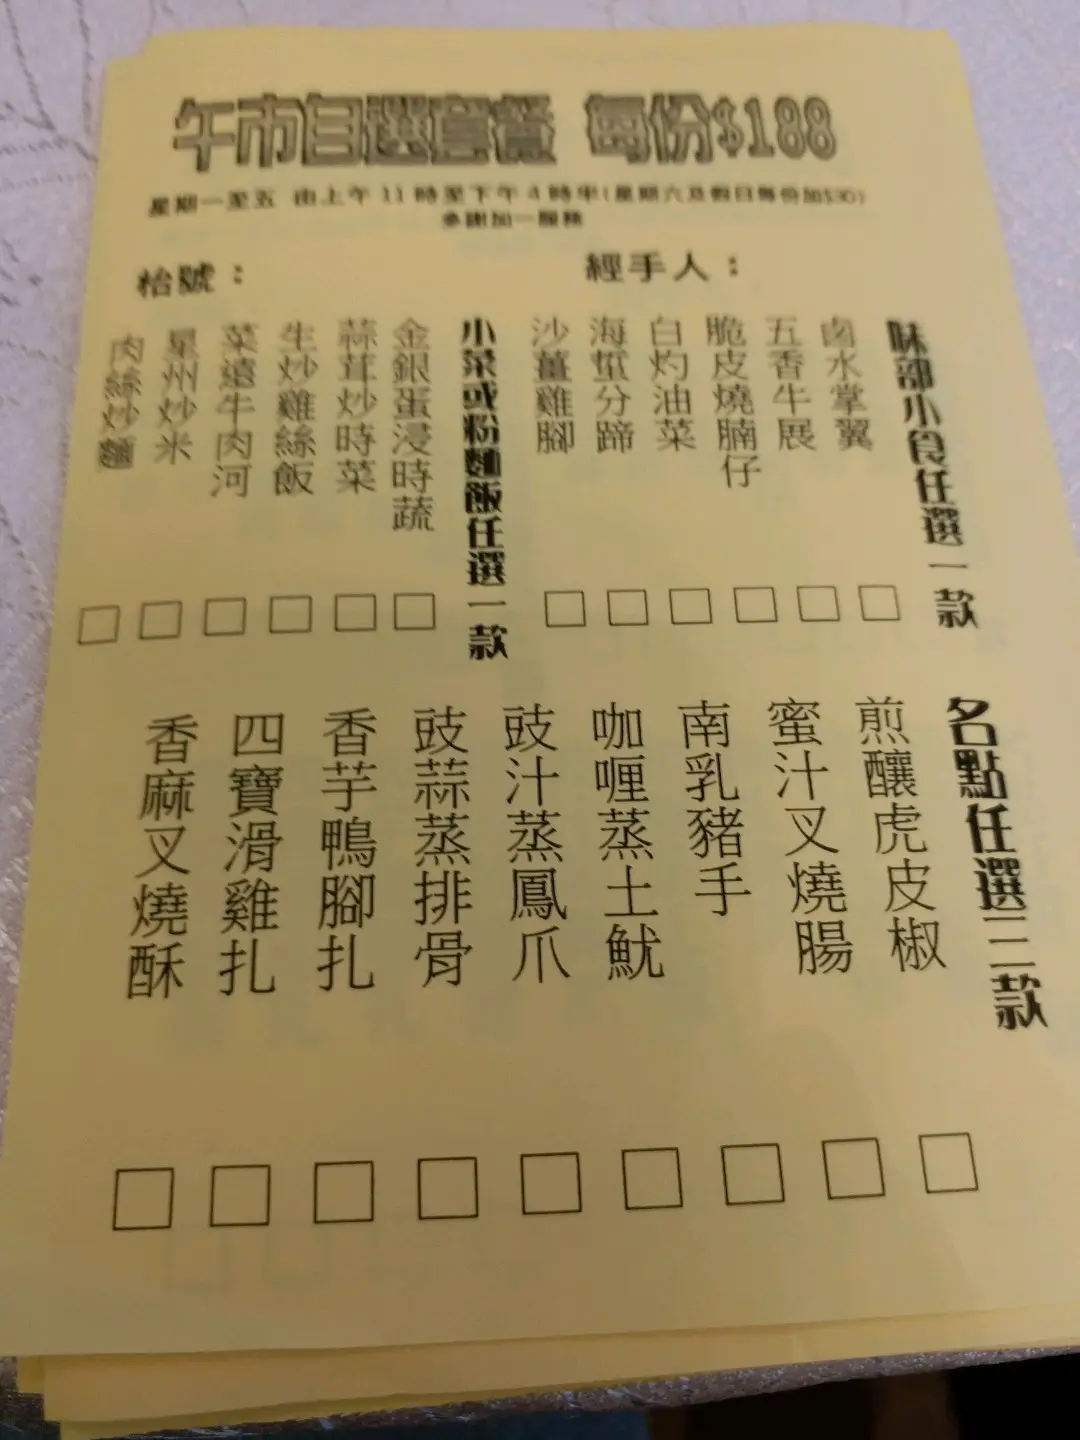 午市自選套餐 每份$188
星期一至五 由上午11時至下午4時半(星期六及假日每份加$30)
多謝加一服務
枱號：
經手人：
味部小食任選一款
鹵水掌翼
五香牛展
脆皮燒腩仔
白灼油菜
海蜇分蹄
沙薑雞腳
小菜或粉麵飯任選一款
金銀蛋浸時蔬
蒜茸炒時菜
生炒雞絲飯
菜遠牛肉河
星州炒米
肉絲炒麵
名點任選三款
煎釀虎皮椒
蜜汁叉燒腸
南乳豬手
咖喱蒸土魷
豉汁蒸鳳爪
豉蒜蒸排骨
香芋鴨腳扎
四寶滑雞扎
香麻叉燒酥